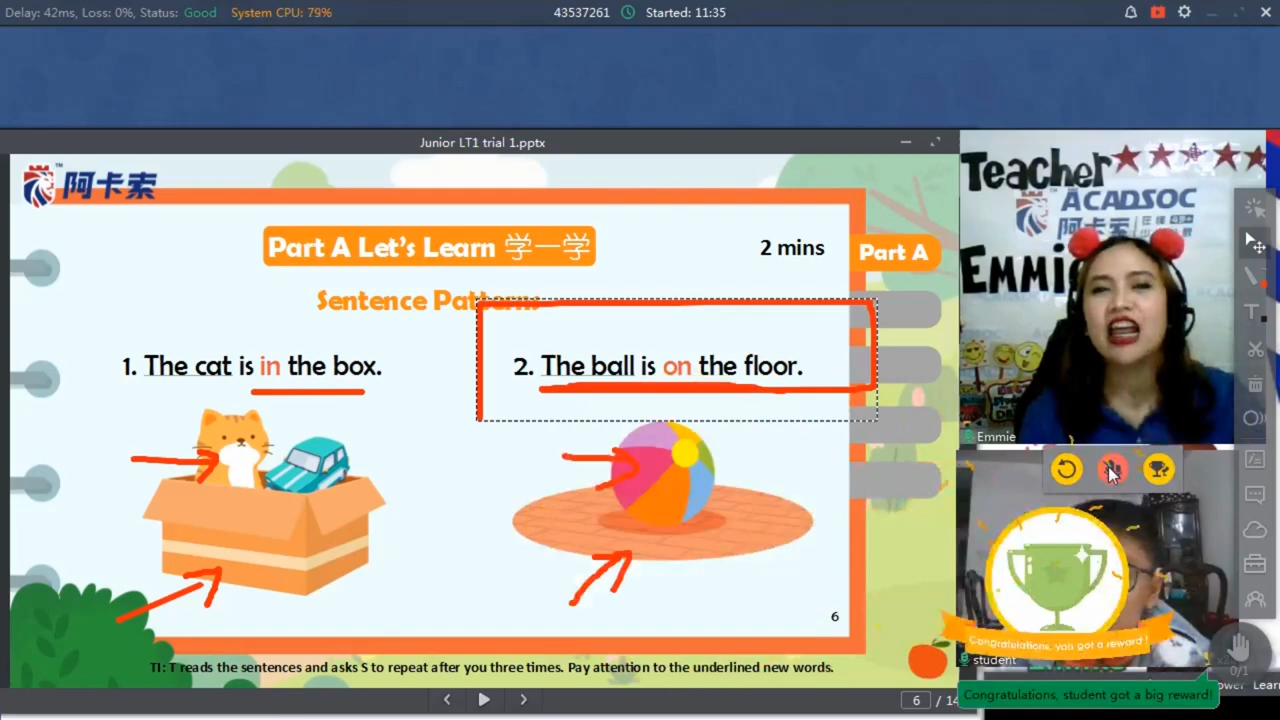 Delay: 42ms, Loss: 0%, Status: Good System CPU: 79% 43537261 Started: 11:35
Junior LT1 trial 1.pptx
阿卡索
Part A Let's Learn 学一学
2 mins
Part A
Sentence Patterns
1. The cat is in the box.
2. The ball is on the floor.
6
TI: T reads the sentences and asks S to repeat after you three times. Pay attention to the underlined new words.
6 / 14
Teacher
ACADSOC
阿卡索
EMMIE
Emmie
Congratulations, you got a reward!
student
0/1
Congratulations, student got a big reward!